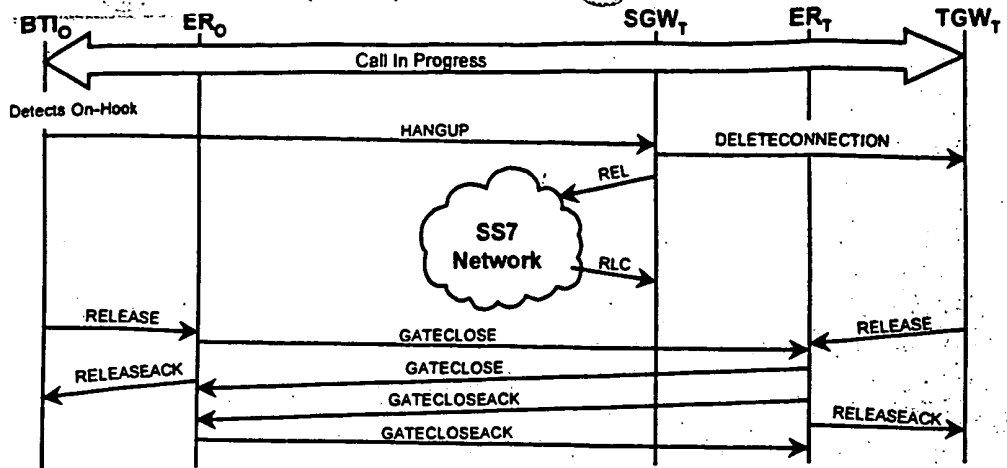 BTIO ERO SGWT ERT TGWT
Call In Progress
Detects On-Hook
HANGUP
DELETECONNECTION
REL
SS7
Network
RLC
RELEASE
GATECLOSE
RELEASE
GATECLOSE
RELEASEACK
GATECLOSEACK
RELEASEACK
GATECLOSEACK